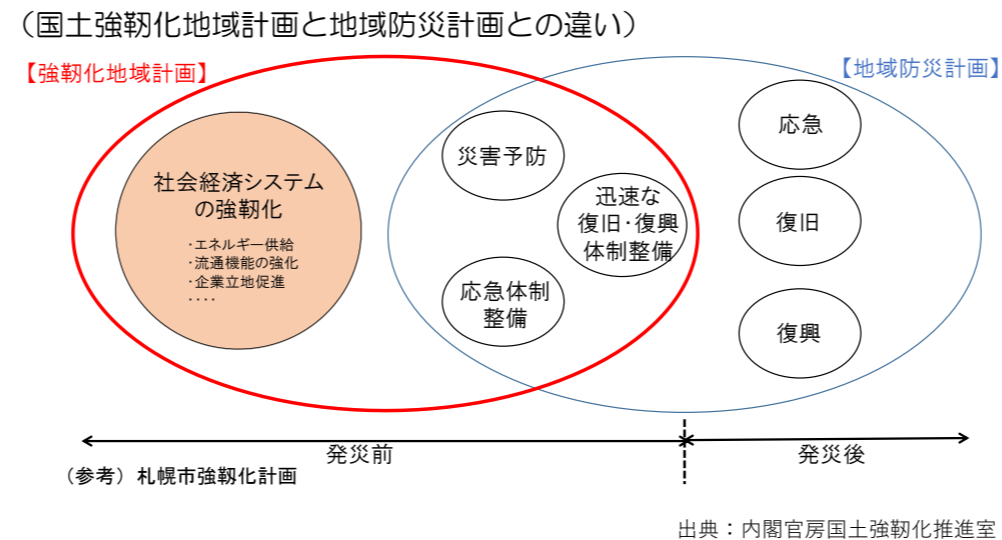 （国土強靭化地域計画と地域防災計画との違い）
【強靭化地域計画】
【地域防災計画】
社会経済システム
の強靭化
・エネルギー供給
・流通機能の強化
・企業立地促進
・・・・
災害予防
迅速な
復旧・復興
体制整備
応急体制
整備
応急
復旧
復興
発災前
発災後
（参考）札幌市強靱化計画
出典：内閣官房国土強靭化推進室